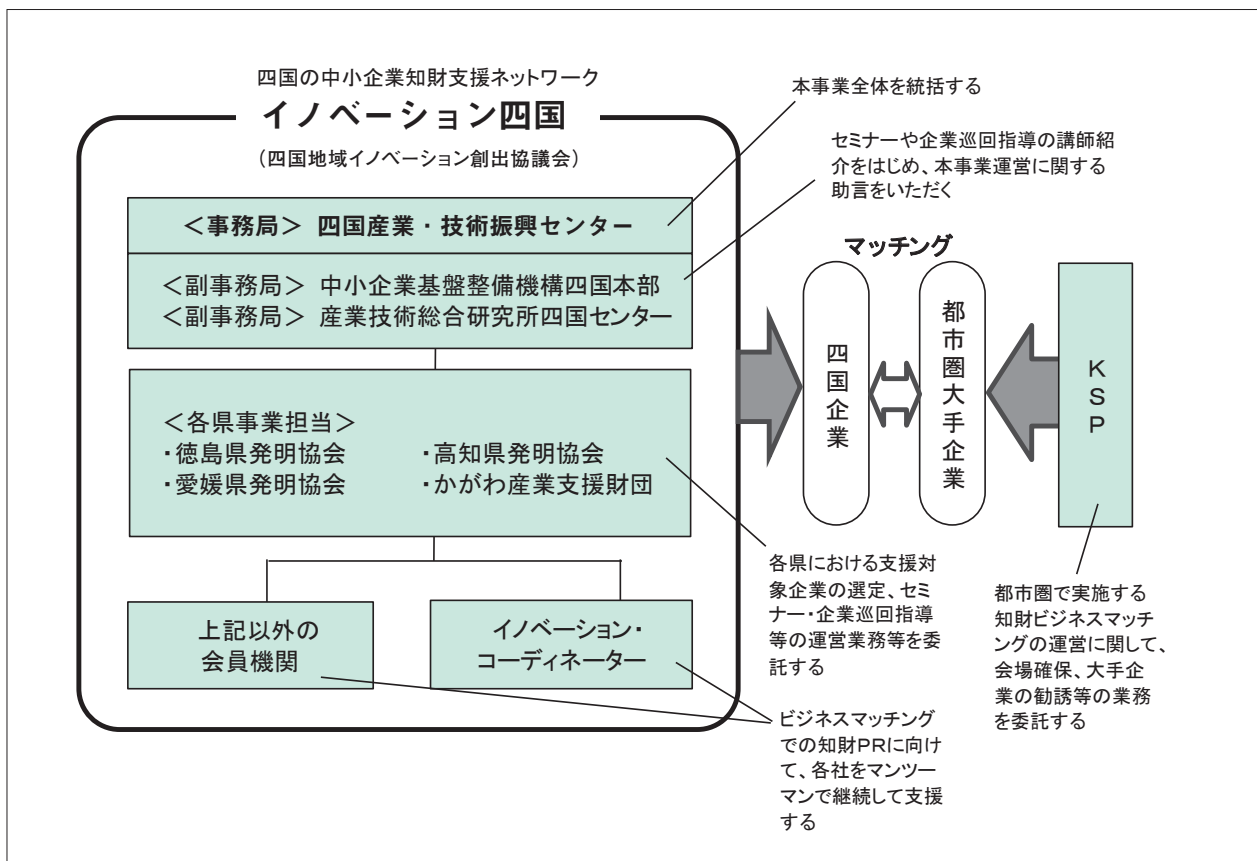 四国の中小企業知財支援ネットワーク
イノベーション四国
（四国地域イノベーション創出協議会）
＜事務局＞ 四国産業・技術振興センター
＜副事務局＞ 中小企業基盤整備機構四国本部
＜副事務局＞ 産業技術総合研究所四国センター
＜各県事業担当＞
・徳島県発明協会
・高知県発明協会
・愛媛県発明協会
・かがわ産業支援財団
上記以外の
会員機関
イノベーション・
コーディネーター
本事業全体を統括する
セミナーや企業巡回指導の講師紹
介をはじめ、本事業運営に関する
助言をいただく
マッチング
四国企業
都市圏大手企業
ＫＳＰ
各県における支援対
象企業の選定、セミ
ナー・企業巡回指導
等の運営業務等を委
託する
都市圏で実施する
知財ビジネスマッチ
ングの運営に関して、
会場確保、大手企
業の勧誘等の業務
を委託する
ビジネスマッチング
での知財ＰＲに向け
て、各社をマンツー
マンで継続して支援
する